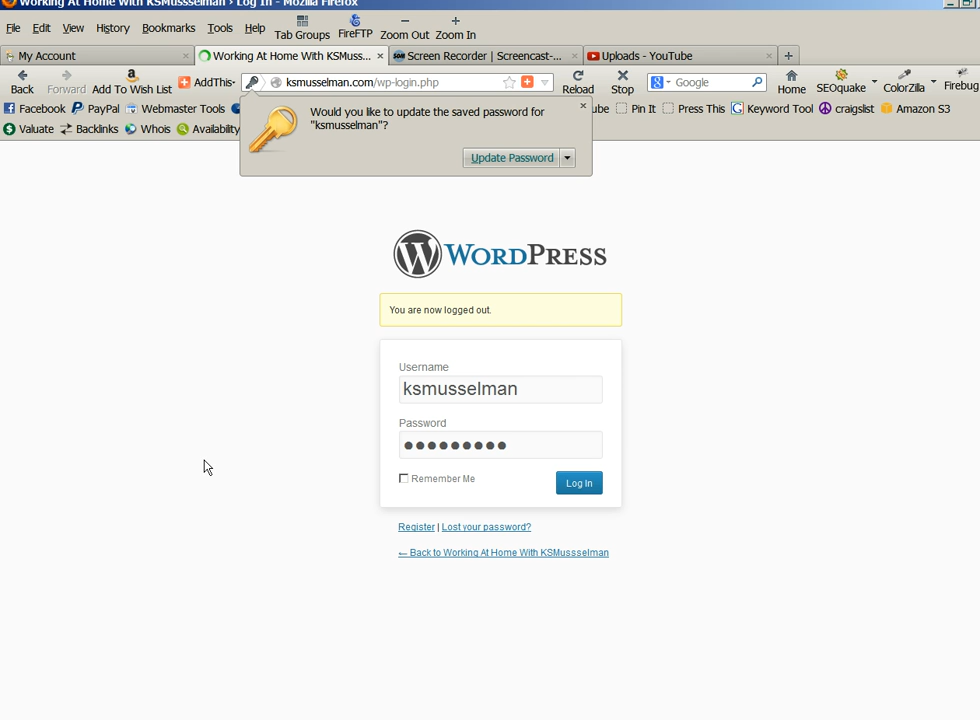 Working At Home With KSMussselman › Log In - Mozilla Firefox
File Edit View History Bookmarks Tools Help Tab Groups FireFTP Zoom Out Zoom In
My Account × Working At Home With KSMuss... × Screen Recorder | Screencast-... × Uploads - YouTube × +
Back Forward Add To Wish List AddThis ksmusselman.com/wp-login.php Reload Stop Google Home SEOquake ColorZilla Firebug
Facebook PayPal Webmaster Tools ube Pin It Press This Keyword Tool craigslist Amazon S3
Valuate Backlinks Whois Availability
Would you like to update the saved password for
"ksmusselman"?
Update Password
WORDPRESS
You are now logged out.
Username
ksmusselman
Password
●●●●●●●●●
Remember Me Log In
Register | Lost your password?
← Back to Working At Home With KSMussselman